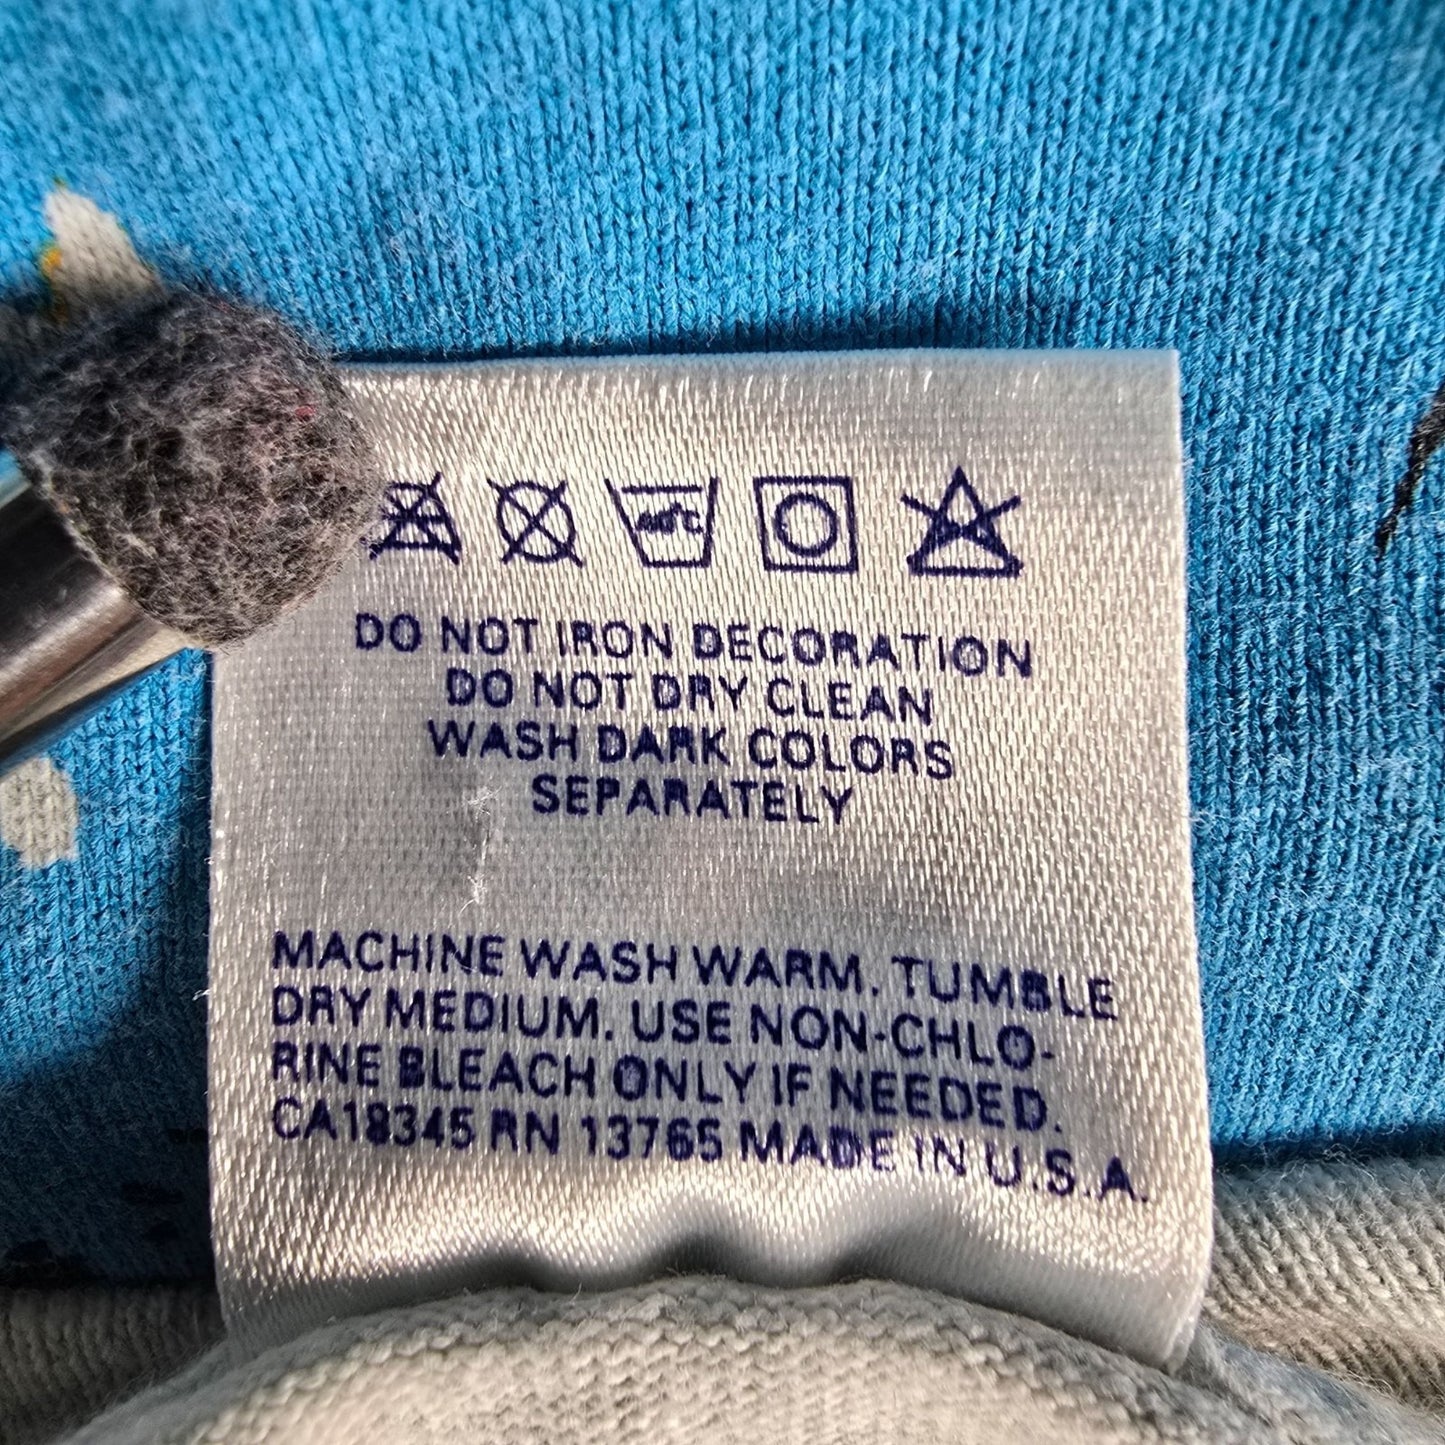 40°C
DO NOT IRON DECORATION
DO NOT DRY CLEAN
WASH DARK COLORS
SEPARATELY
MACHINE WASH WARM. TUMBLE
DRY MEDIUM. USE NON-CHLO-
RINE BLEACH ONLY IF NEEDED.
CA18345 RN 13765 MADE IN U.S.A.